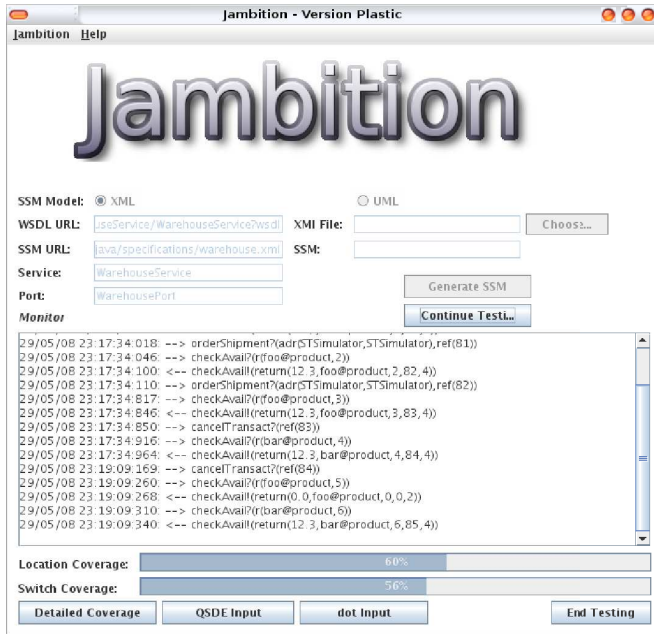 Jambition - Version Plastic
Jambition Help
Jambition
SSM Model: XML UML
WSDL URL: useService/WarehouseService?wsdl XMI File: Choose...
SSM URL: java/specifications/warehouse.xml SSM:
Service: WarehouseService
Generate SSM
Port: WarehousePort
Monitor Continue Testi...
29/05/08 23:17:34:018: --> orderShipment?(adr(STSimulator,STSimulator),ref(81))
29/05/08 23:17:34:046: --> checkAvail?(r(foo@product,2))
29/05/08 23:17:34:100: <-- checkAvail!(return(12.3,foo@product,2,82,4))
29/05/08 23:17:34:110: --> orderShipment?(adr(STSimulator,STSimulator),ref(82))
29/05/08 23:17:34:817: --> checkAvail?(r(foo@product,3))
29/05/08 23:17:34:846: <-- checkAvail!(return(12.3,foo@product,3,83,4))
29/05/08 23:17:34:850: --> cancelTransact?(ref(83))
29/05/08 23:17:34:916: --> checkAvail?(r(bar@product,4))
29/05/08 23:17:34:964: <-- checkAvail!(return(12.3,bar@product,4,84,4))
29/05/08 23:19:09:169: --> cancelTransact?(ref(84))
29/05/08 23:19:09:260: --> checkAvail?(r(foo@product,5))
29/05/08 23:19:09:268: <-- checkAvail!(return(0.0,foo@product,0,0,2))
29/05/08 23:19:09:310: --> checkAvail?(r(bar@product,6))
29/05/08 23:19:09:340: <-- checkAvail!(return(12.3,bar@product,6,85,4))
Location Coverage: 60%
Switch Coverage: 56%
Detailed Coverage QSDE Input dot Input End Testing